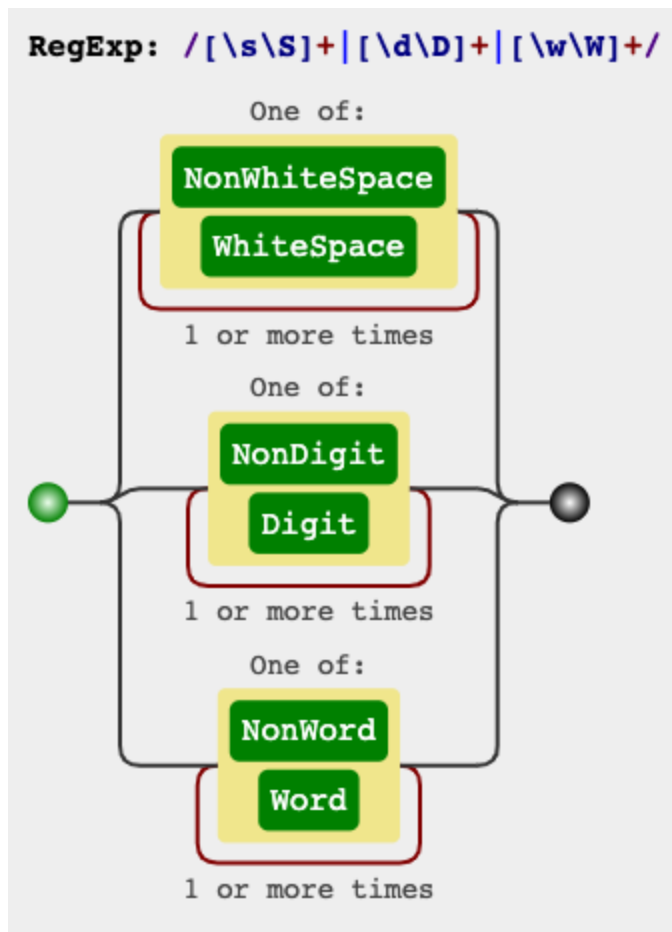 RegExp: /[\s\S]+|[\d\D]+|[\w\W]+/
One of:
NonWhiteSpace
WhiteSpace
1 or more times
One of:
NonDigit
Digit
1 or more times
One of:
NonWord
Word
1 or more times